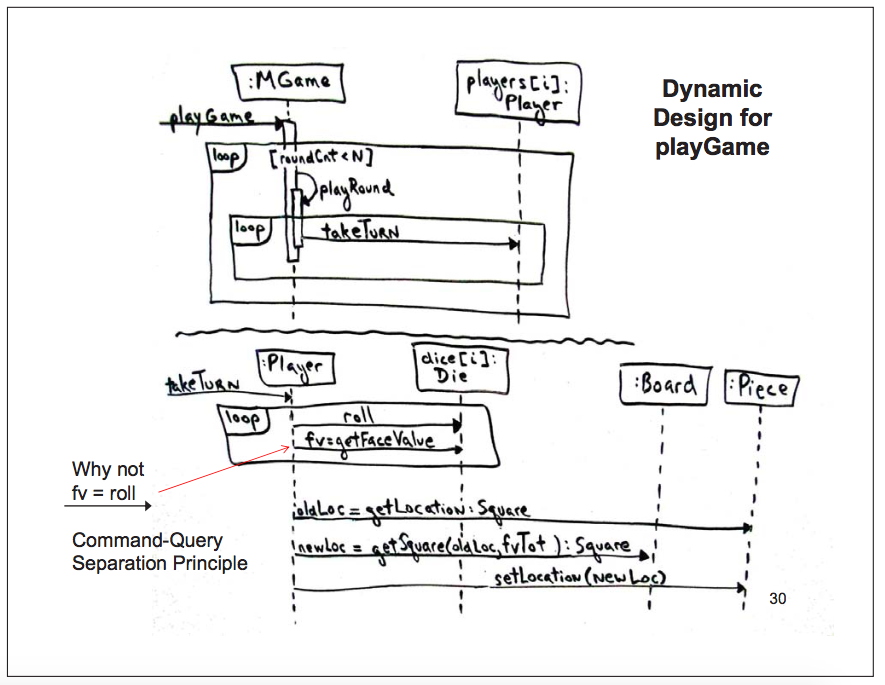 Dynamic
Design for
playGame
:MGame
players[i]:
Player
playGame
loop
[roundCnt<N]
playRound
loop
takeTURN
:Player
dice[i]:
Die
:Board
:Piece
takeTURN
loop
roll
fv=getFaceValue
Why not
fv = roll
Command-Query
Separation Principle
oldLoc = getLocation: Square
newLoc = getSquare(oldLoc,fvTot): Square
setLocation(newLoc)
30